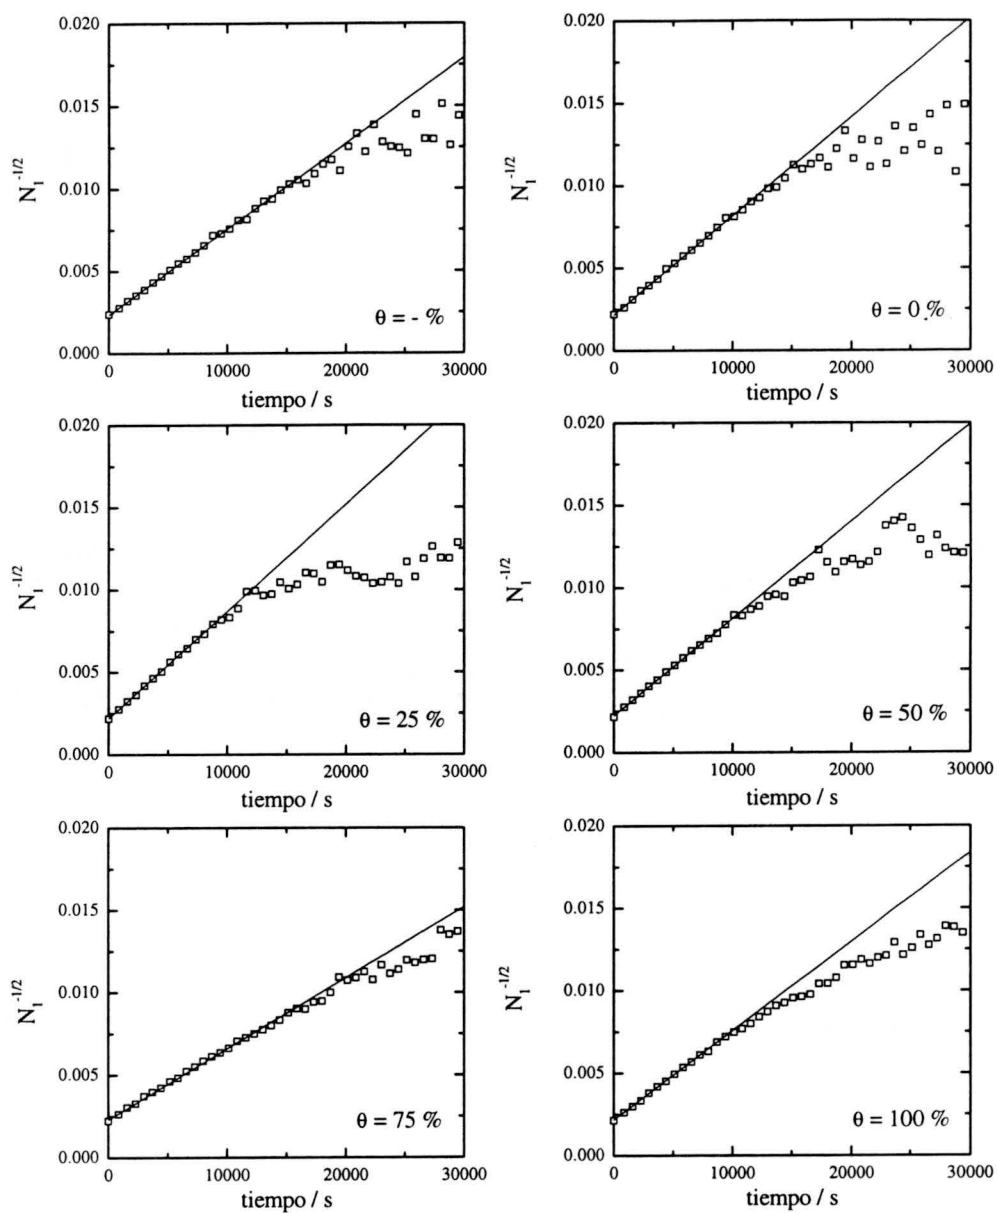 0.020
0.015
0.010
0.005
0.000
N₁⁻¹/²
θ = - %
0 10000 20000 30000
tiempo / s
0.020
0.015
0.010
0.005
0.000
N₁⁻¹/²
θ = 0 %
0 10000 20000 30000
tiempo / s
0.020
0.015
0.010
0.005
0.000
N₁⁻¹/²
θ = 25 %
0 10000 20000 30000
tiempo / s
0.020
0.015
0.010
0.005
0.000
N₁⁻¹/²
θ = 50 %
0 10000 20000 30000
tiempo / s
0.020
0.015
0.010
0.005
0.000
N₁⁻¹/²
θ = 75 %
0 10000 20000 30000
tiempo / s
0.020
0.015
0.010
0.005
0.000
N₁⁻¹/²
θ = 100 %
0 10000 20000 30000
tiempo / s